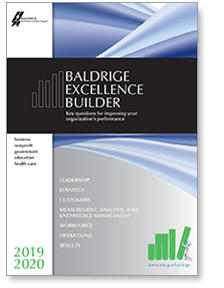 BALDRIGE
BALDRIGE
EXCELLENCE
BUILDER
Key questions for improving your
organization's performance
business
nonprofit
government
education
health care
LEADERSHIP
STRATEGY
CUSTOMERS
MEASUREMENT, ANALYSIS, AND
KNOWLEDGE MANAGEMENT
WORKFORCE
OPERATIONS
RESULTS
2019
2020
www.nist.gov/baldrige